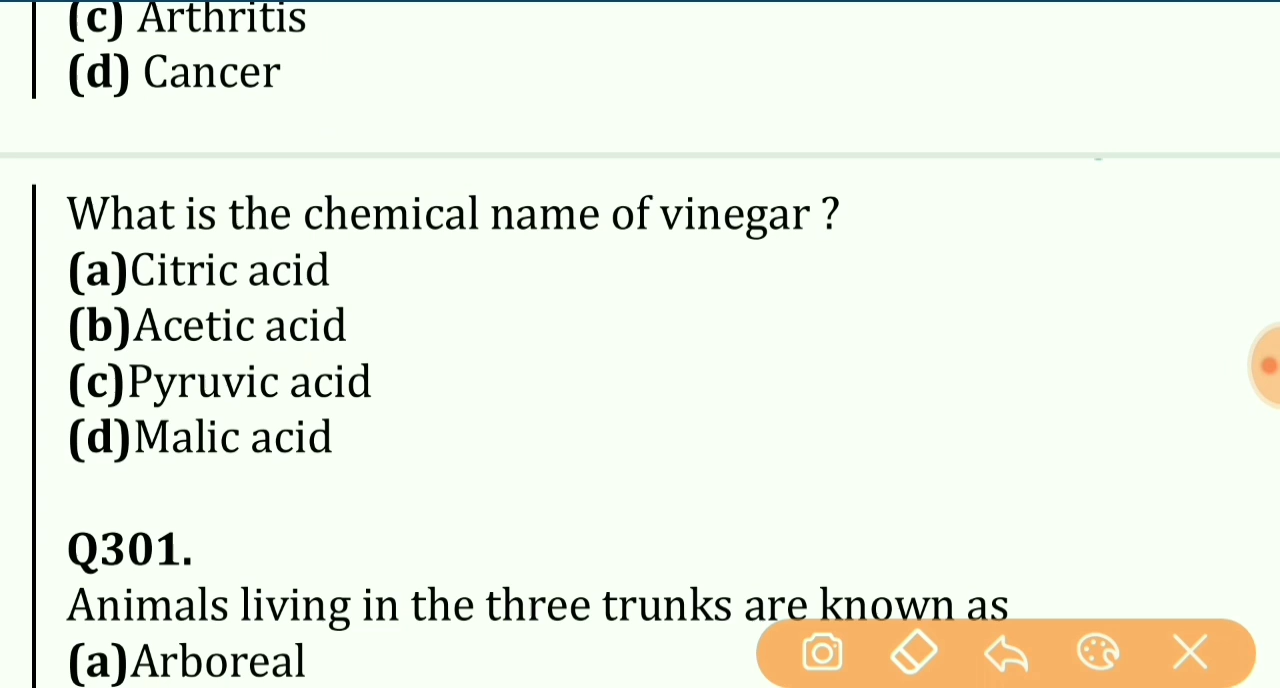 (c) Arthritis
(d) Cancer
What is the chemical name of vinegar ?
(a)Citric acid
(b)Acetic acid
(c)Pyruvic acid
(d)Malic acid
Q301.
Animals living in the three trunks are known as
(a)Arboreal